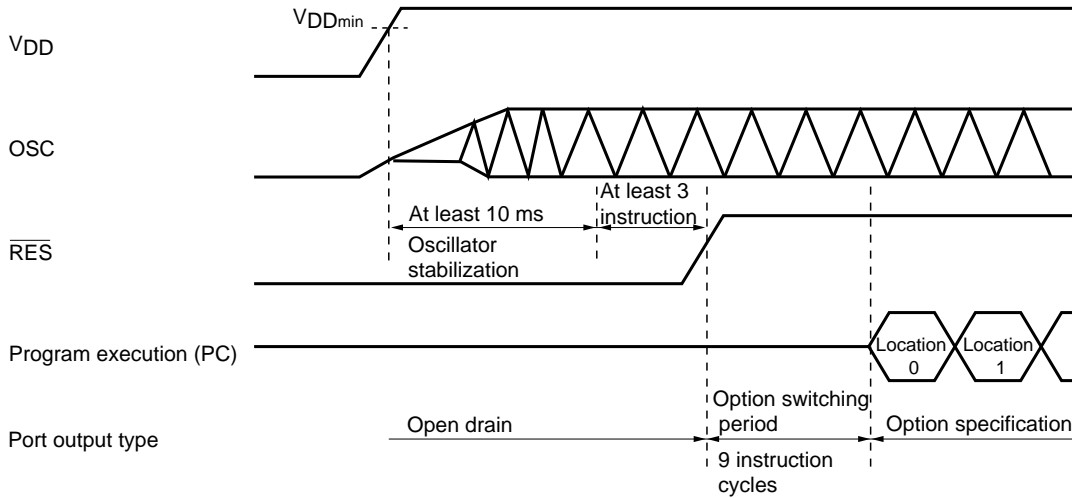 VDD
VDDmin
OSC
At least 10 ms
At least 3
instruction
RES
Oscillator
stabilization
Program execution (PC)
Location
0
Location
1
Port output type
Open drain
Option switching
period
Option specification
9 instruction
cycles